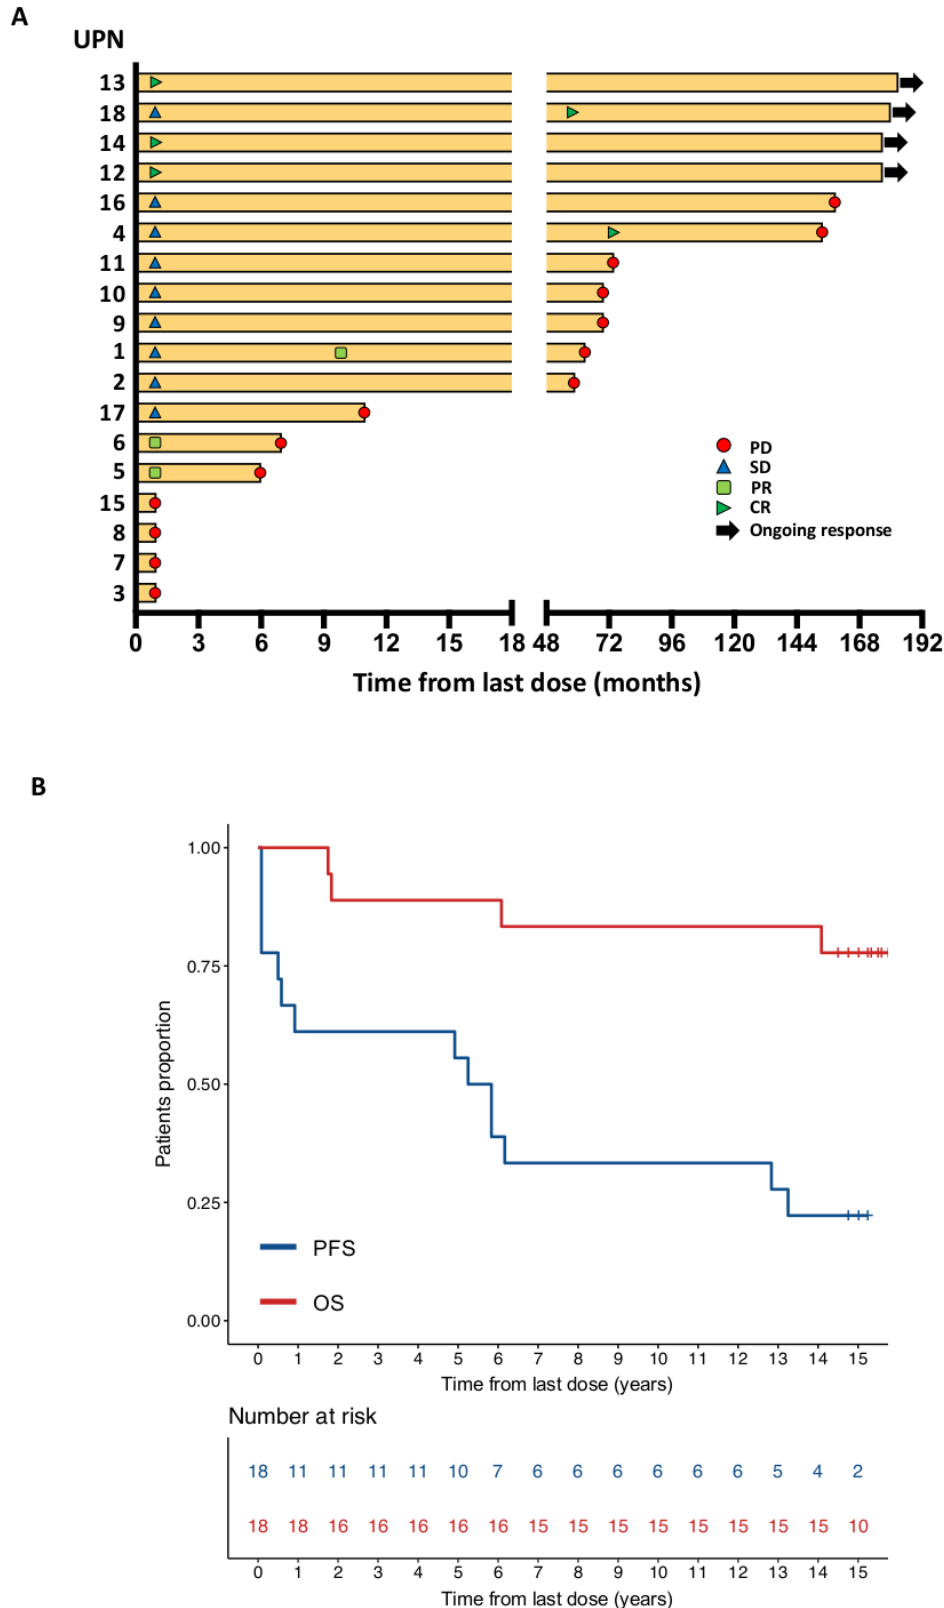 A
UPN
13
18
14
12
16
4
11
10
9
1
2
17
6
5
15
8
7
3
PD
SD
PR
CR
Ongoing response
0 3 6 9 12 15 18 48 72 96 120 144 168 192
Time from last dose (months)
B
1.00
0.75
0.50
0.25
0.00
Patients proportion
PFS
OS
0 1 2 3 4 5 6 7 8 9 10 11 12 13 14 15
Time from last dose (years)
Number at risk
18 11 11 11 11 10 7 6 6 6 6 6 6 5 4 2
18 18 16 16 16 16 16 15 15 15 15 15 15 15 15 10
0 1 2 3 4 5 6 7 8 9 10 11 12 13 14 15
Time from last dose (years)